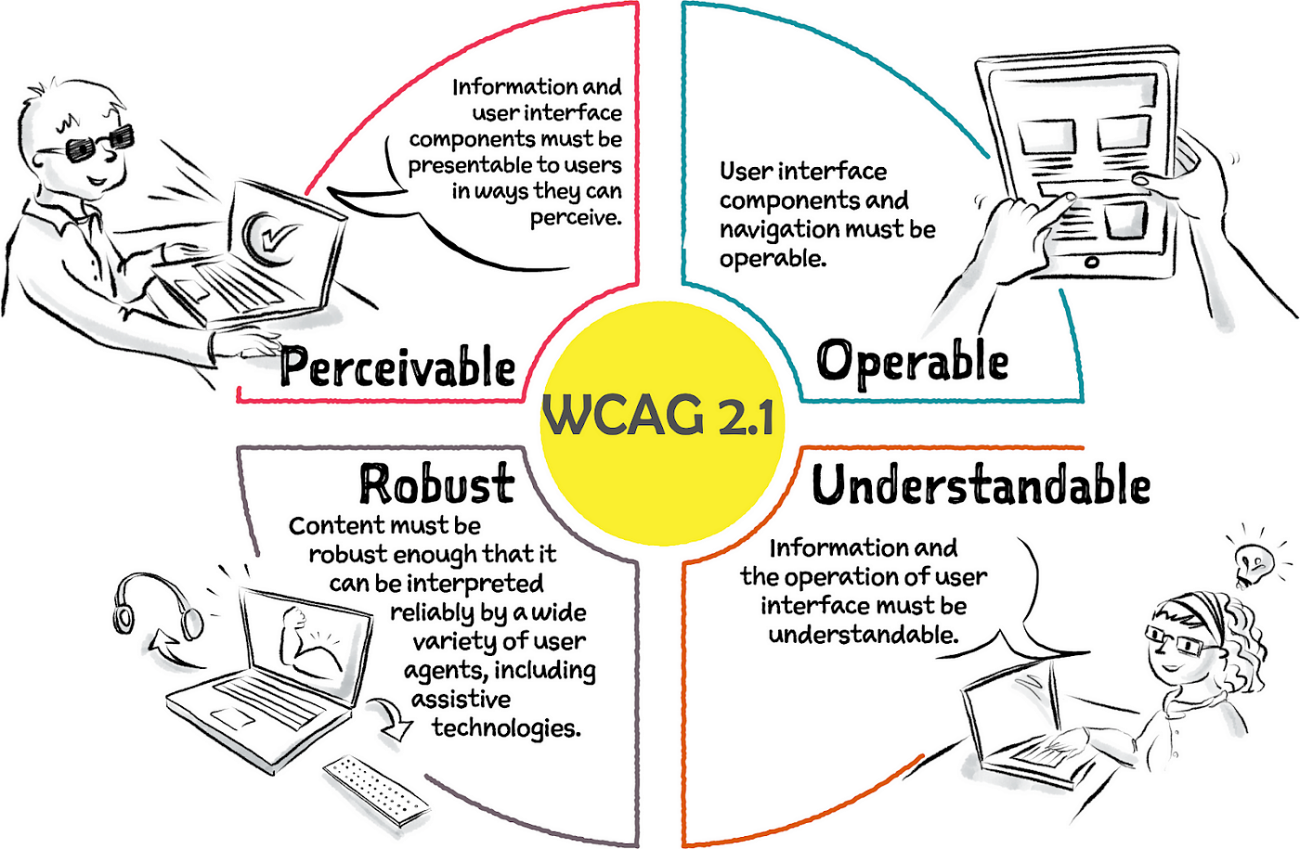 Information and
user interface
components must be
presentable to users
in ways they can
perceive.
Perceivable
User interface
components and
navigation must be
operable.
Operable
WCAG 2.1
Robust
Content must be
robust enough that it
can be interpreted
reliably by a wide
variety of user
agents, including
assistive
technologies.
Understandable
Information and
the operation of user
interface must be
understandable.